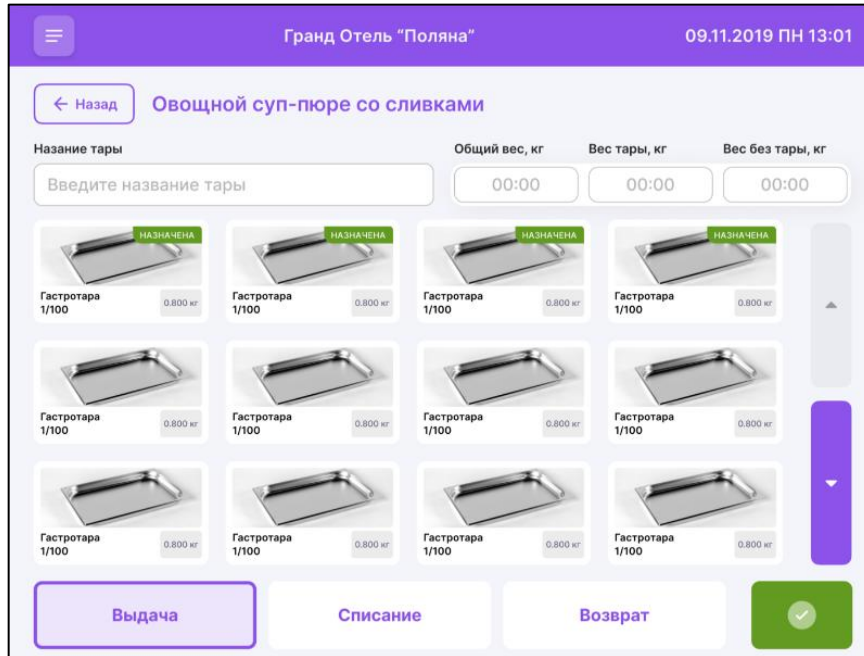 Гранд Отель "Поляна"
09.11.2019 ПН 13:01
Назад
Овощной суп-пюре со сливками
Назание тары
Общий вес, кг
Вес тары, кг
Вес без тары, кг
Введите название тары
00:00
00:00
00:00
НАЗНАЧЕНА
НАЗНАЧЕНА
НАЗНАЧЕНА
НАЗНАЧЕНА
Гастротара
1/100
0.800 кг
Гастротара
1/100
0.800 кг
Гастротара
1/100
0.800 кг
Гастротара
1/100
0.800 кг
Гастротара
1/100
0.800 кг
Гастротара
1/100
0.800 кг
Гастротара
1/100
0.800 кг
Гастротара
1/100
0.800 кг
Гастротара
1/100
0.800 кг
Гастротара
1/100
0.800 кг
Гастротара
1/100
0.800 кг
Гастротара
1/100
0.800 кг
Выдача
Списание
Возврат